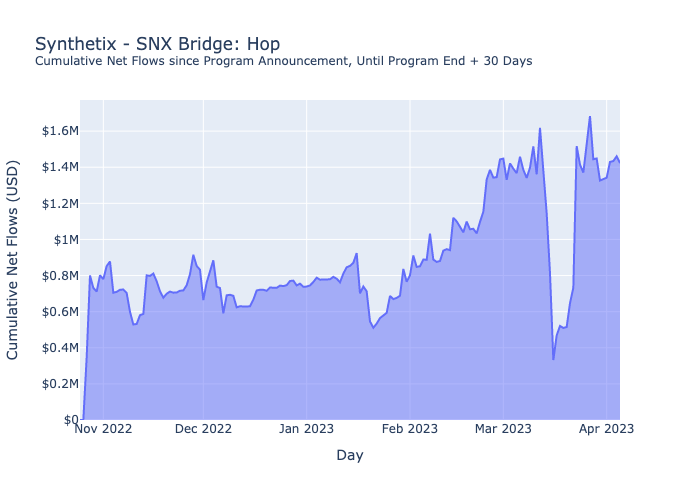 Synthetix - SNX Bridge: Hop
Cumulative Net Flows since Program Announcement, Until Program End + 30 Days
Cumulative Net Flows (USD)
$1.6M
$1.4M
$1.2M
$1M
$0.8M
$0.6M
$0.4M
$0.2M
$0
Nov 2022 Dec 2022 Jan 2023 Feb 2023 Mar 2023 Apr 2023
Day